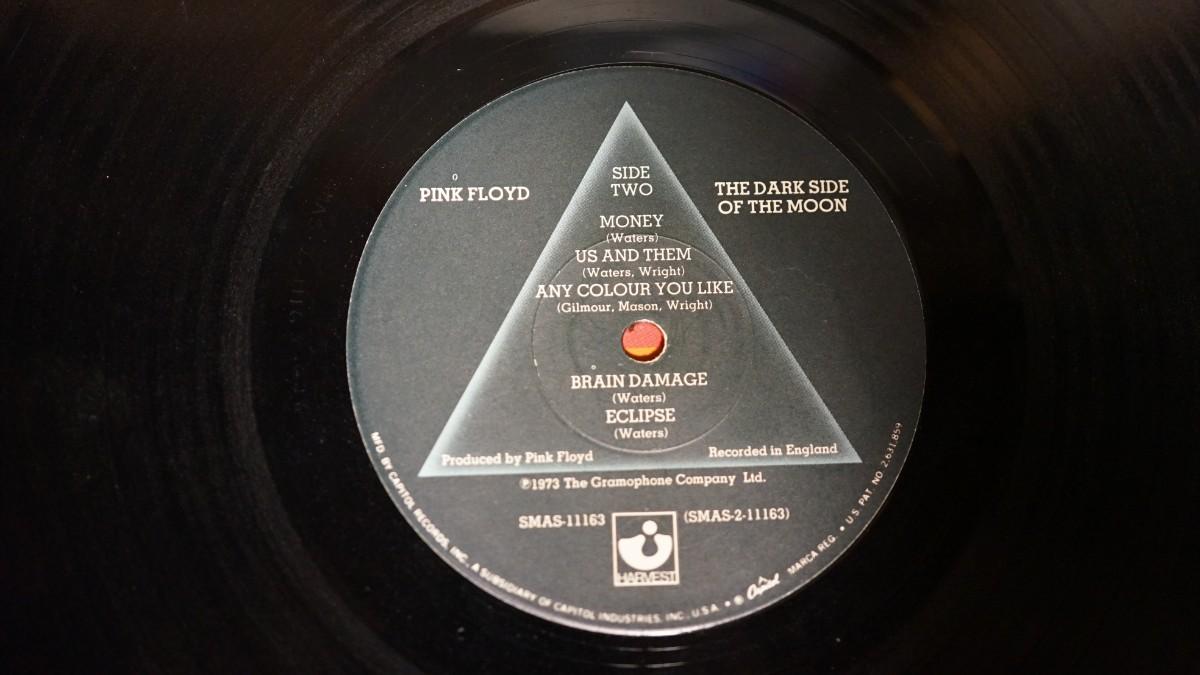 SIDE
TWO
PINK FLOYD
THE DARK SIDE
OF THE MOON
MONEY
(Waters)
US AND THEM
(Waters, Wright)
ANY COLOUR YOU LIKE
(Gilmour, Mason, Wright)
BRAIN DAMAGE
(Waters)
ECLIPSE
(Waters)
Produced by Pink Floyd
Recorded in England
℗1973 The Gramophone Company Ltd.
SMAS-11163
(SMAS-2-11163)
HARVEST
MFD. BY CAPITOL RECORDS, INC., A SUBSIDIARY OF CAPITOL INDUSTRIES, INC., U.S.A. • ® Capitol MARCA REG. • U.S. PAT. NO. 2,631,859